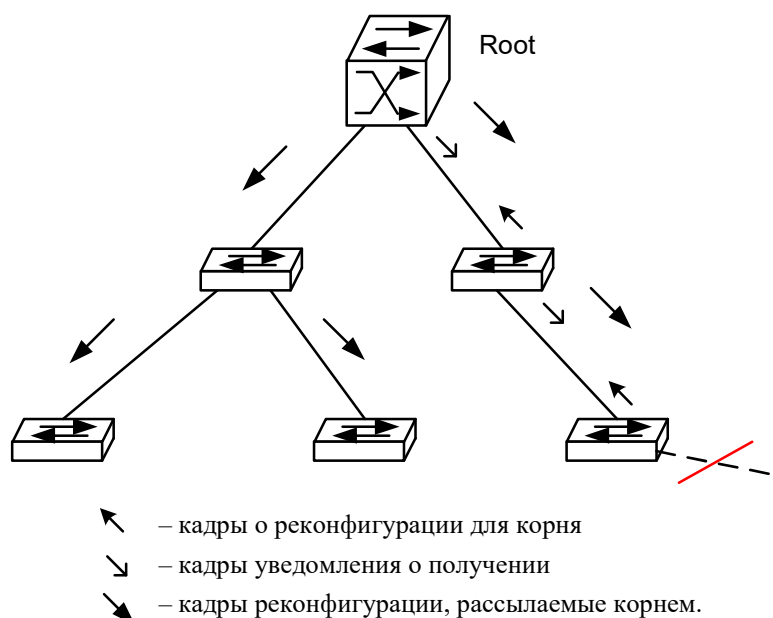 Root
– кадры о реконфигурации для корня
– кадры уведомления о получении
– кадры реконфигурации, рассылаемые корнем.